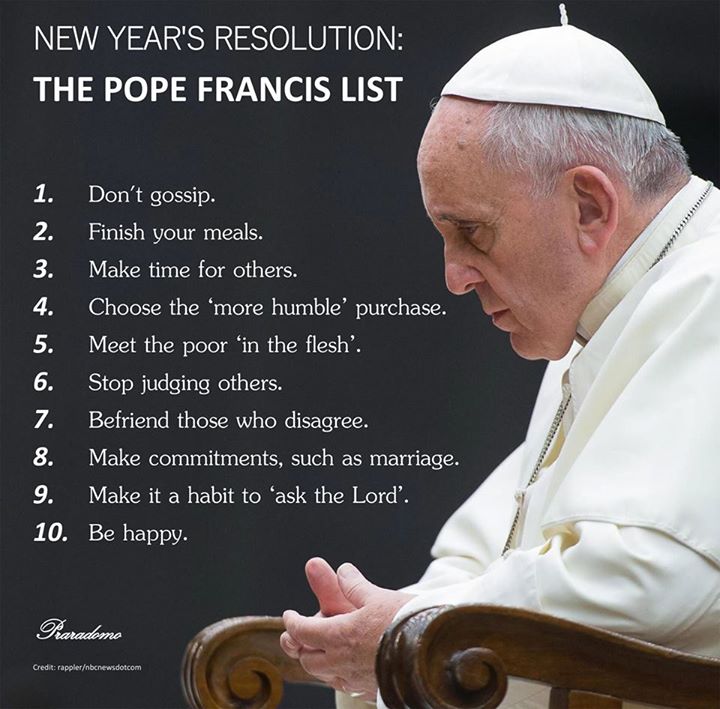 NEW YEAR'S RESOLUTION:
THE POPE FRANCIS LIST
1. Don't gossip.
2. Finish your meals.
3. Make time for others.
4. Choose the 'more humble' purchase.
5. Meet the poor 'in the flesh'.
6. Stop judging others.
7. Befriend those who disagree.
8. Make commitments, such as marriage.
9. Make it a habit to 'ask the Lord'.
10. Be happy.
Praradomo
Credit: rappler/nbcnewsdotcom